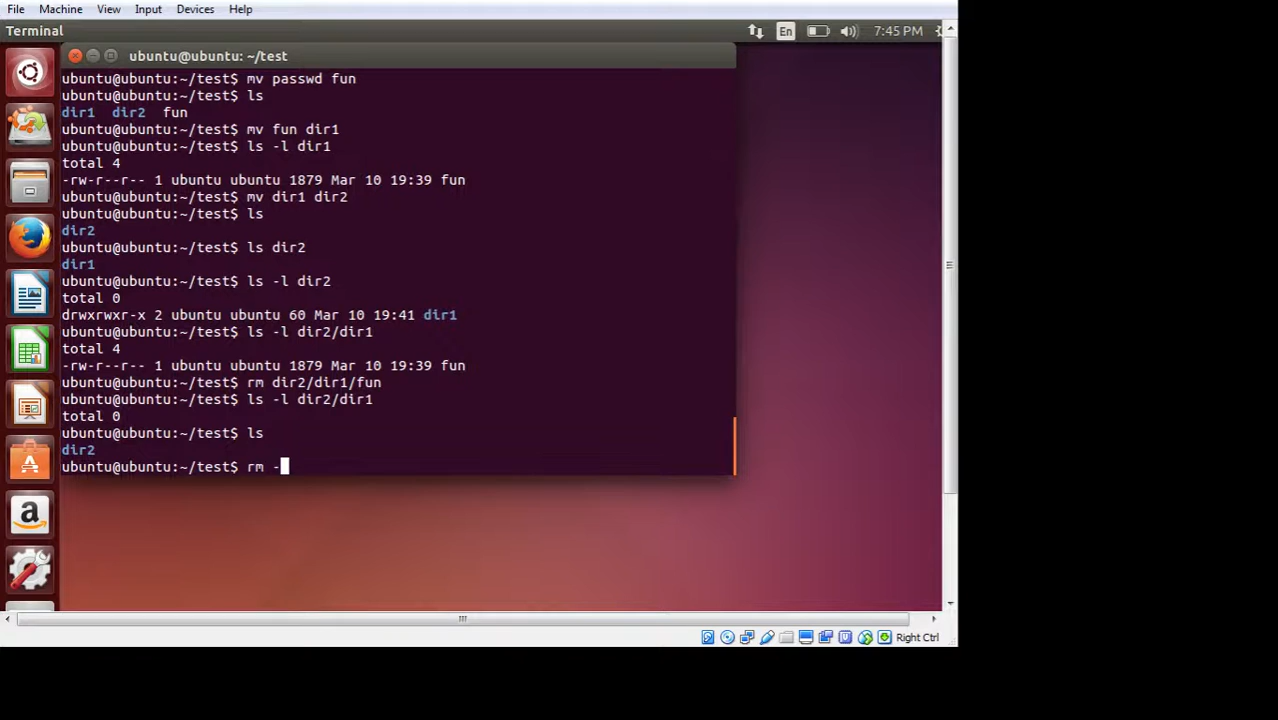 File Machine View Input Devices Help
Terminal En 7:45 PM
ubuntu@ubuntu: ~/test
ubuntu@ubuntu:~/test$ mv passwd fun
ubuntu@ubuntu:~/test$ ls
dir1 dir2 fun
ubuntu@ubuntu:~/test$ mv fun dir1
ubuntu@ubuntu:~/test$ ls -l dir1
total 4
-rw-r--r-- 1 ubuntu ubuntu 1879 Mar 10 19:39 fun
ubuntu@ubuntu:~/test$ mv dir1 dir2
ubuntu@ubuntu:~/test$ ls
dir2
ubuntu@ubuntu:~/test$ ls dir2
dir1
ubuntu@ubuntu:~/test$ ls -l dir2
total 0
drwxrwxr-x 2 ubuntu ubuntu 60 Mar 10 19:41 dir1
ubuntu@ubuntu:~/test$ ls -l dir2/dir1
total 4
-rw-r--r-- 1 ubuntu ubuntu 1879 Mar 10 19:39 fun
ubuntu@ubuntu:~/test$ rm dir2/dir1/fun
ubuntu@ubuntu:~/test$ ls -l dir2/dir1
total 0
ubuntu@ubuntu:~/test$ ls
dir2
ubuntu@ubuntu:~/test$ rm -
Right Ctrl